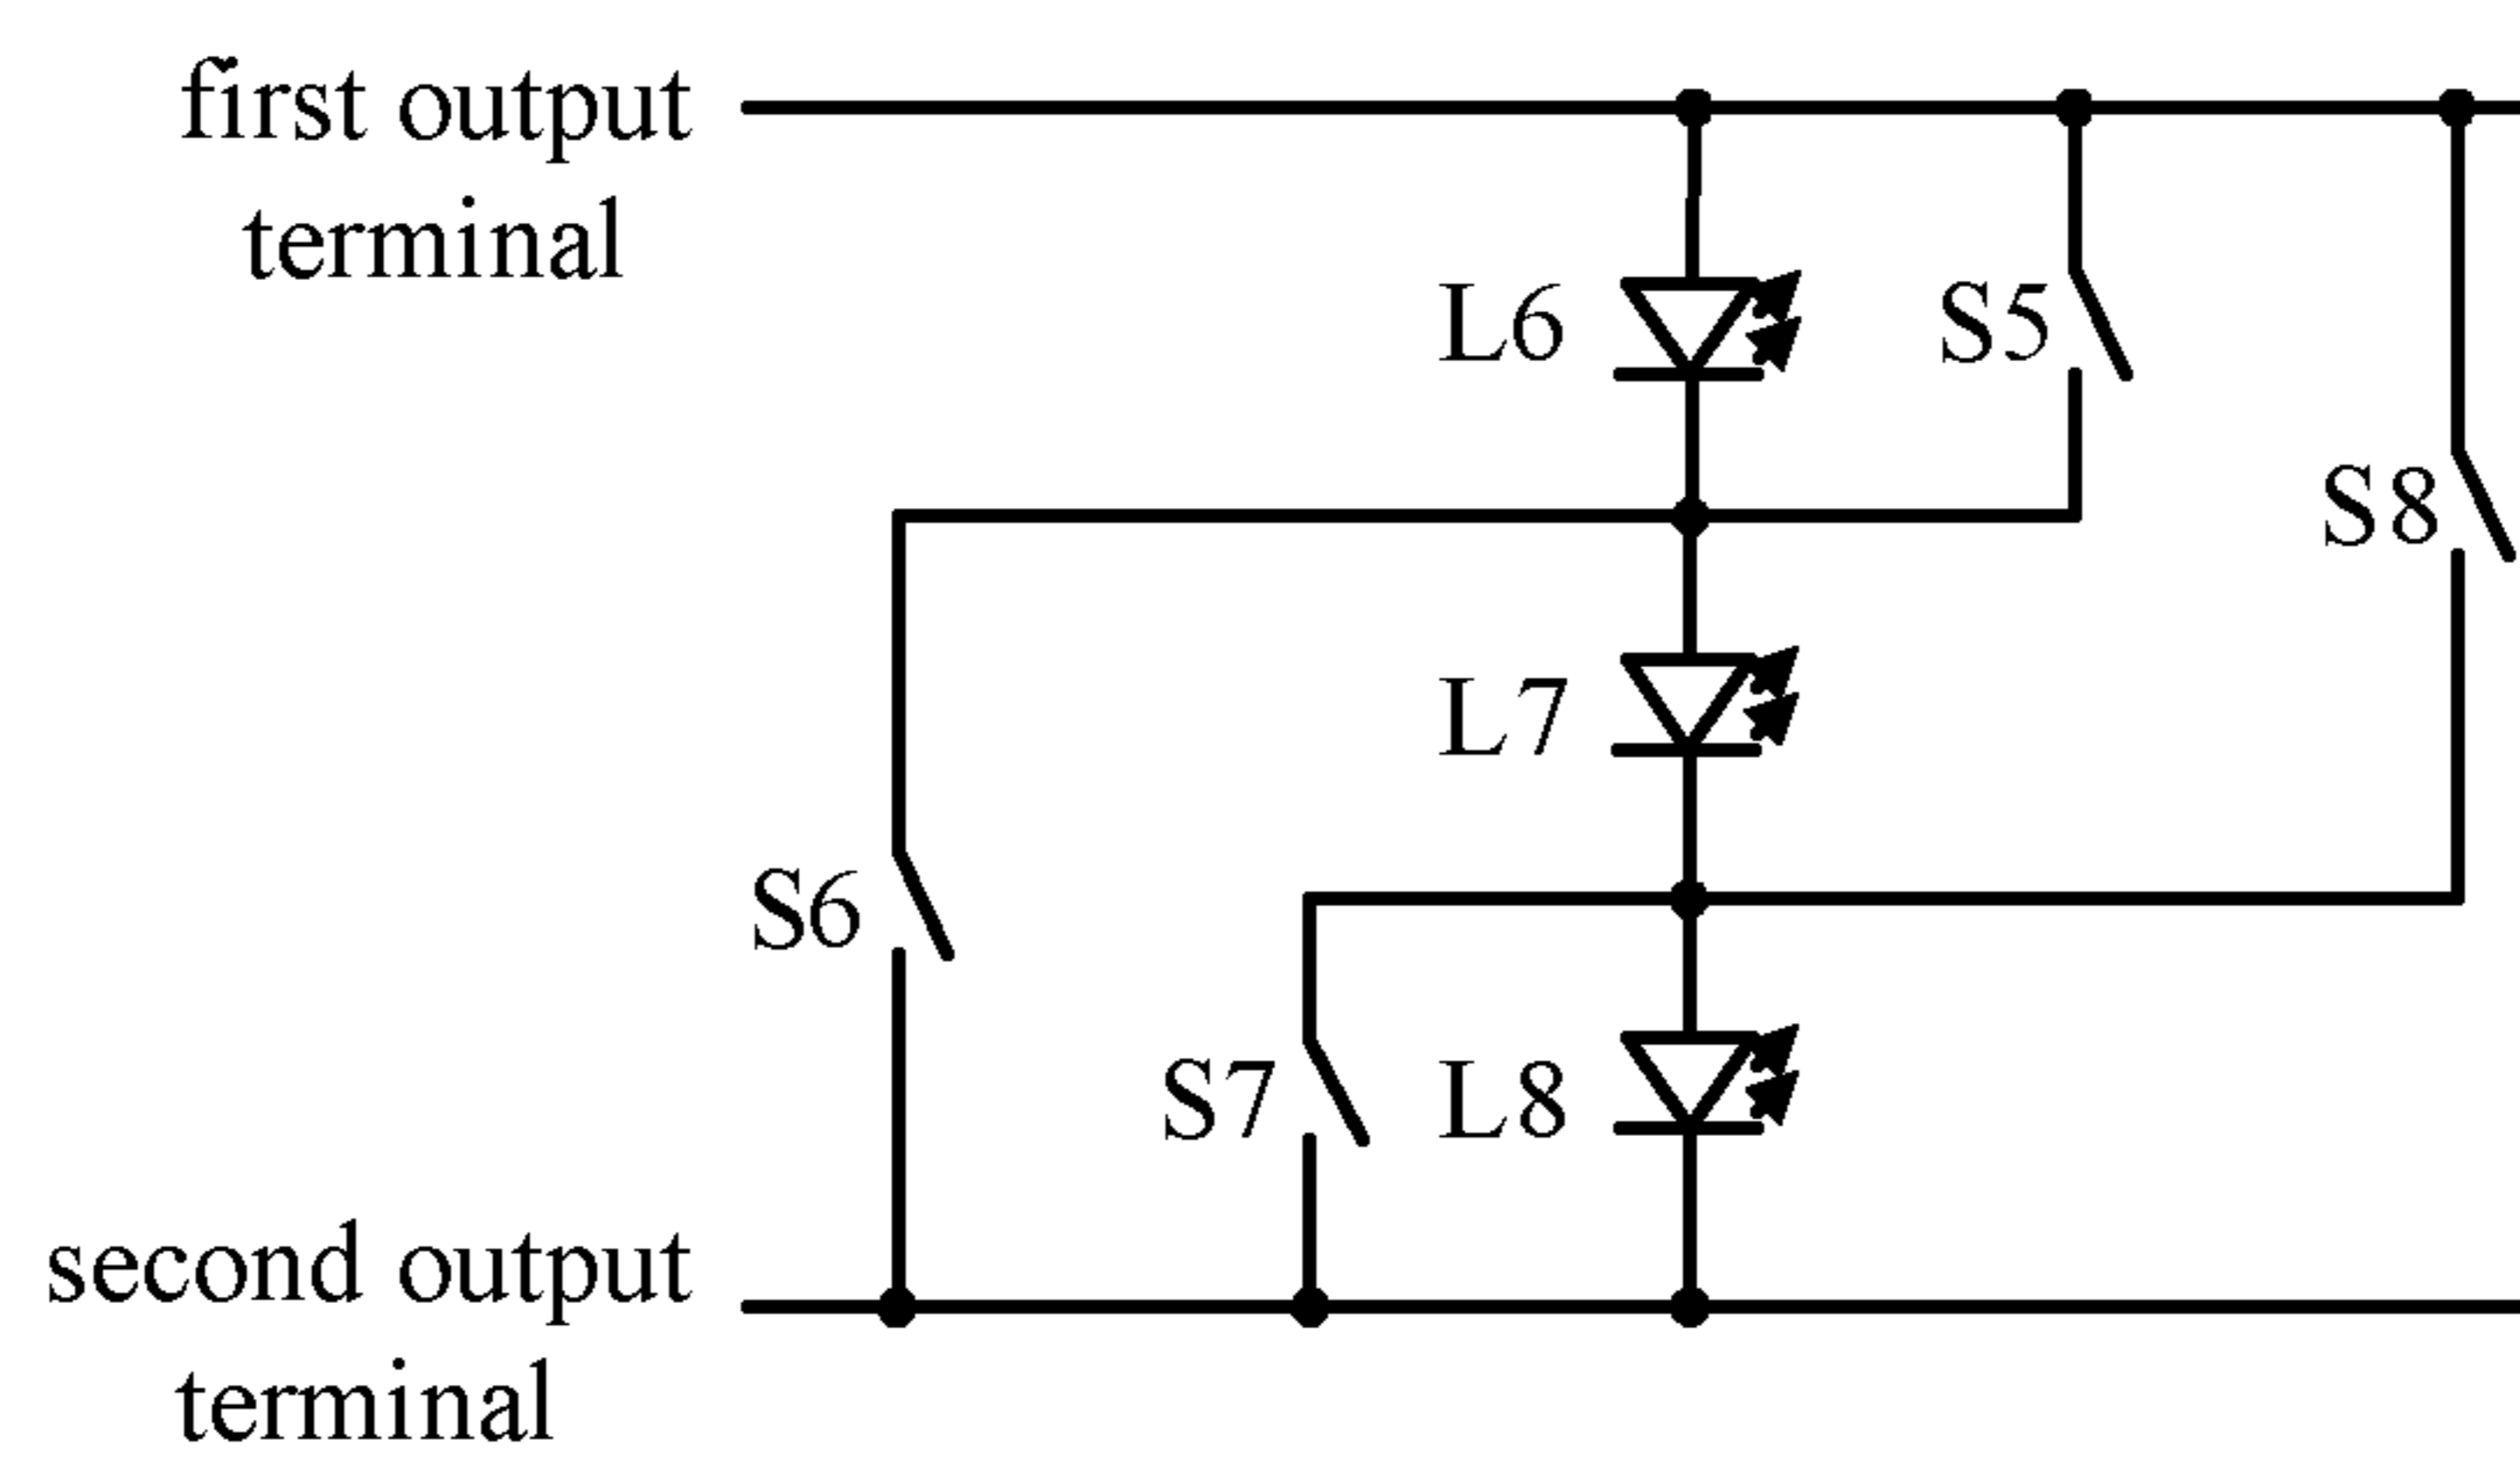 first output
terminal
L6
S5
S8
L7
S6
S7
L8
second output
terminal